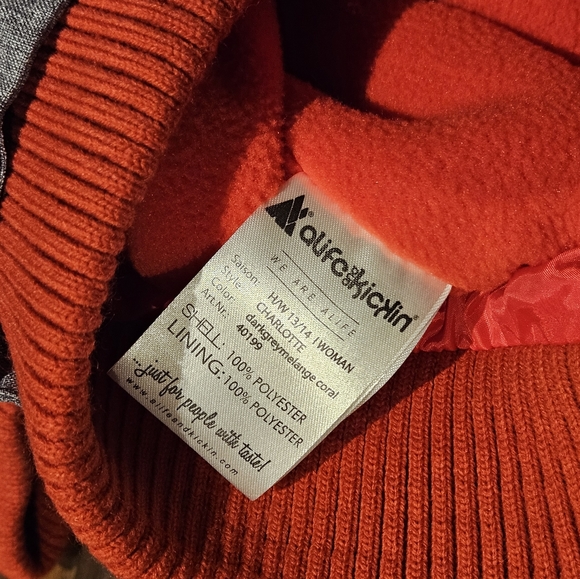 alife and kickin®
WE ARE ALIFE
Saison: H/W 13/14 | WOMAN
Style: CHARLOTTE
Color: darkgreymelange coral
Art.Nr.: 40199
SHELL: 100% POLYESTER
LINING: 100% POLYESTER
...just for people with taste!
www.alifeandkickin.com